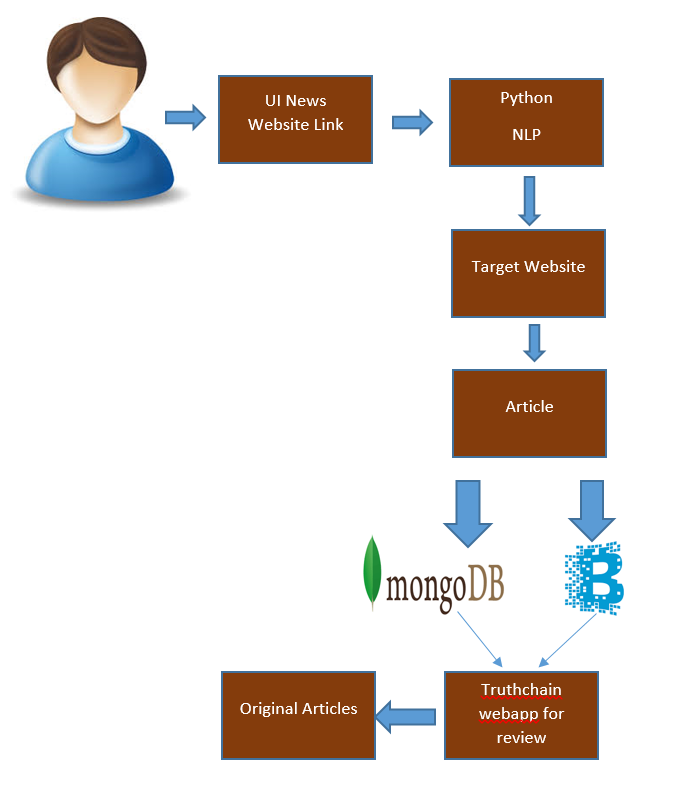 UI News
Website Link
Python
NLP
Target Website
Article
mongoDB
B
Original Articles
Truthchain
webapp for
review